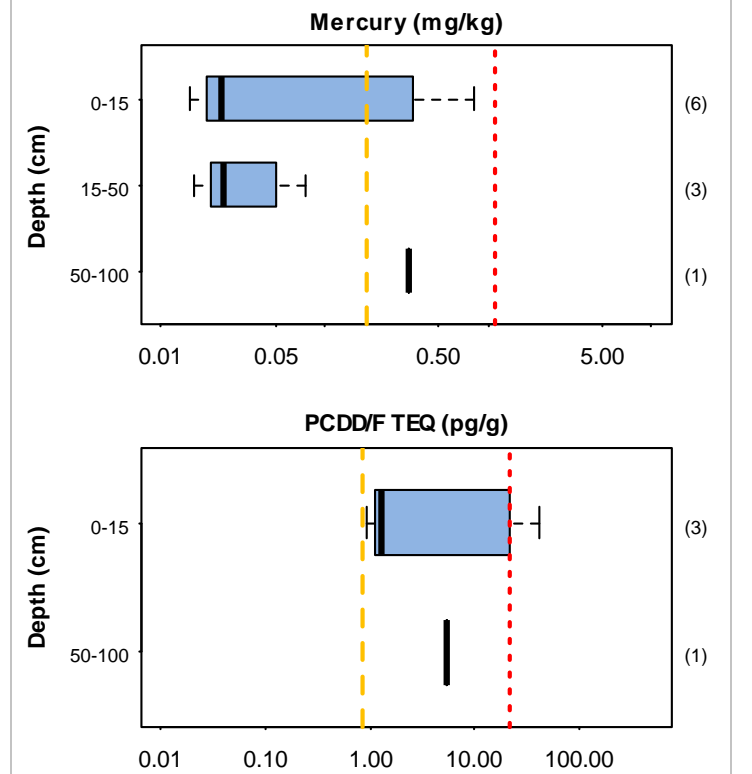 Mercury (mg/kg)
Depth (cm)
0-15 (6)
15-50 (3)
50-100 (1)
0.01 0.05 0.50 5.00
PCDD/F TEQ (pg/g)
Depth (cm)
0-15 (3)
50-100 (1)
0.01 0.10 1.00 10.00 100.00